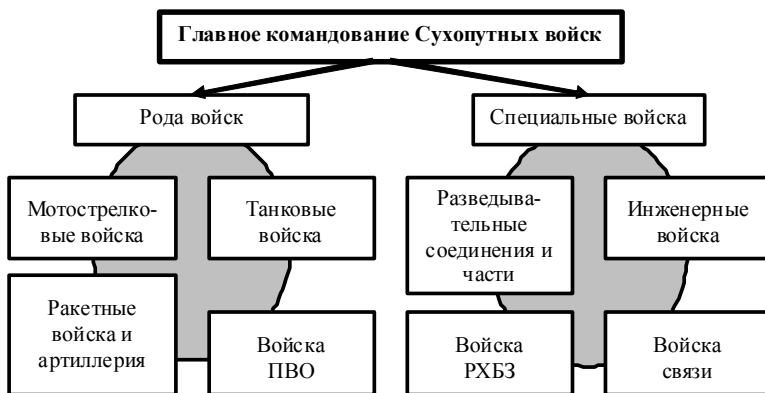 Главное командование Сухопутных войск
Рода войск
Специальные войска
Мотострелко-
вые войска
Танковые
войска
Разведыва-
тельные
соединения и
части
Инженерные
войска
Ракетные
войска и
артиллерия
Войска
ПВО
Войска
РХБЗ
Войска
связи